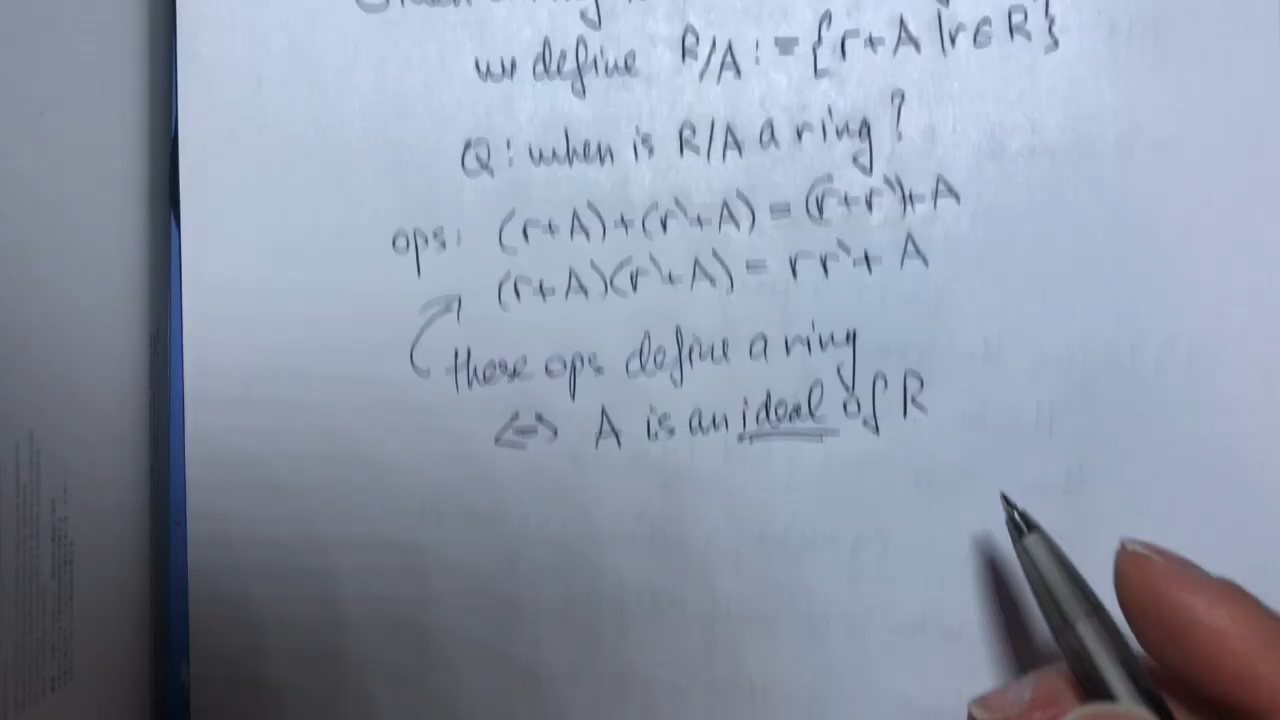 we define R/A := {r+A | r∈R}
Q: when is R/A a ring?
ops: (r+A)+(r'+A) = (r+r')+A
(r+A)(r'+A) = rr'+A
these ops define a ring
⇔ A is an ideal of R